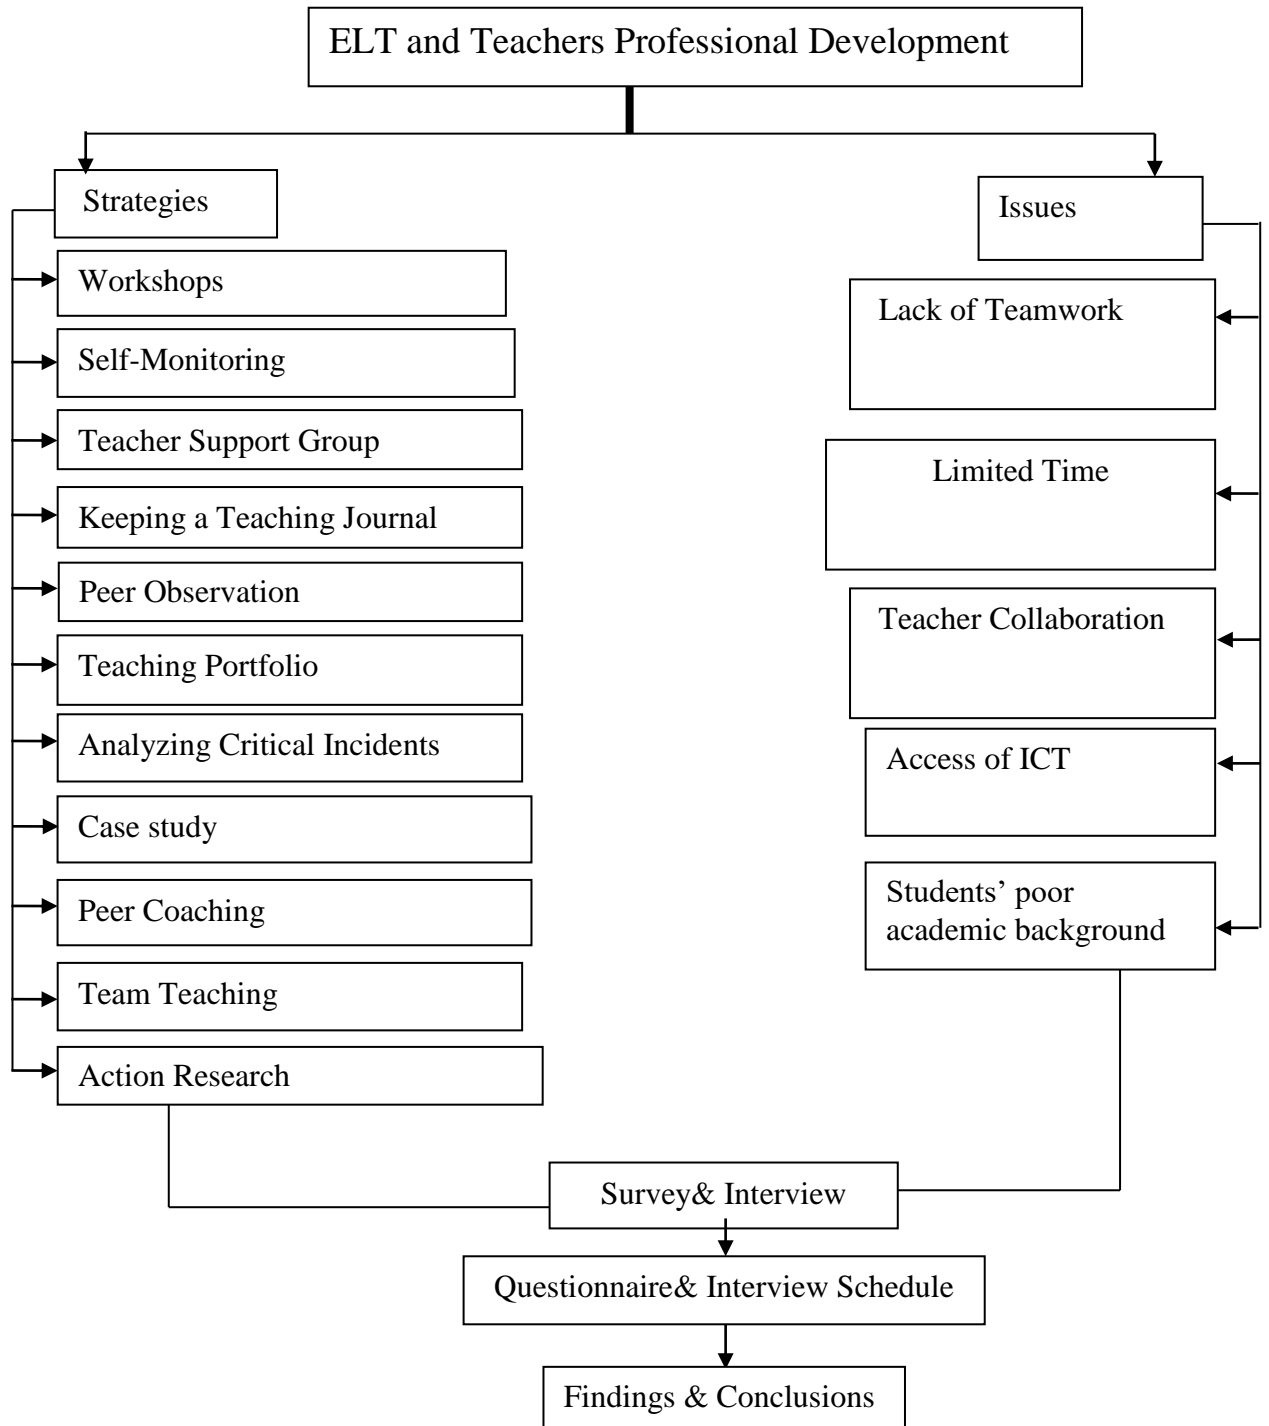 ELT and Teachers Professional Development
Strategies
Workshops
Self-Monitoring
Teacher Support Group
Keeping a Teaching Journal
Peer Observation
Teaching Portfolio
Analyzing Critical Incidents
Case study
Peer Coaching
Team Teaching
Action Research
Issues
Lack of Teamwork
Limited Time
Teacher Collaboration
Access of ICT
Students’ poor
academic background
Survey& Interview
Questionnaire& Interview Schedule
Findings & Conclusions